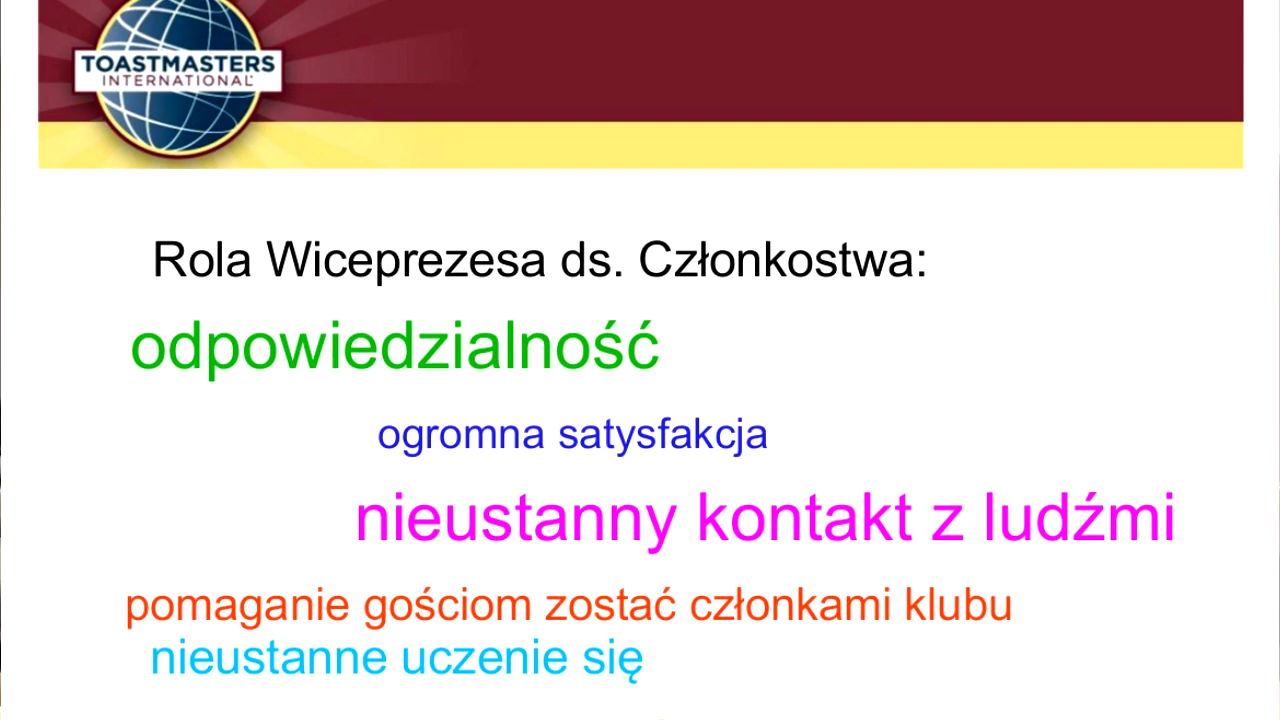 TOASTMASTERS
INTERNATIONAL
Rola Wiceprezesa ds. Członkostwa:
odpowiedzialność
ogromna satysfakcja
nieustanny kontakt z ludźmi
pomaganie gościom zostać członkami klubu
nieustanne uczenie się